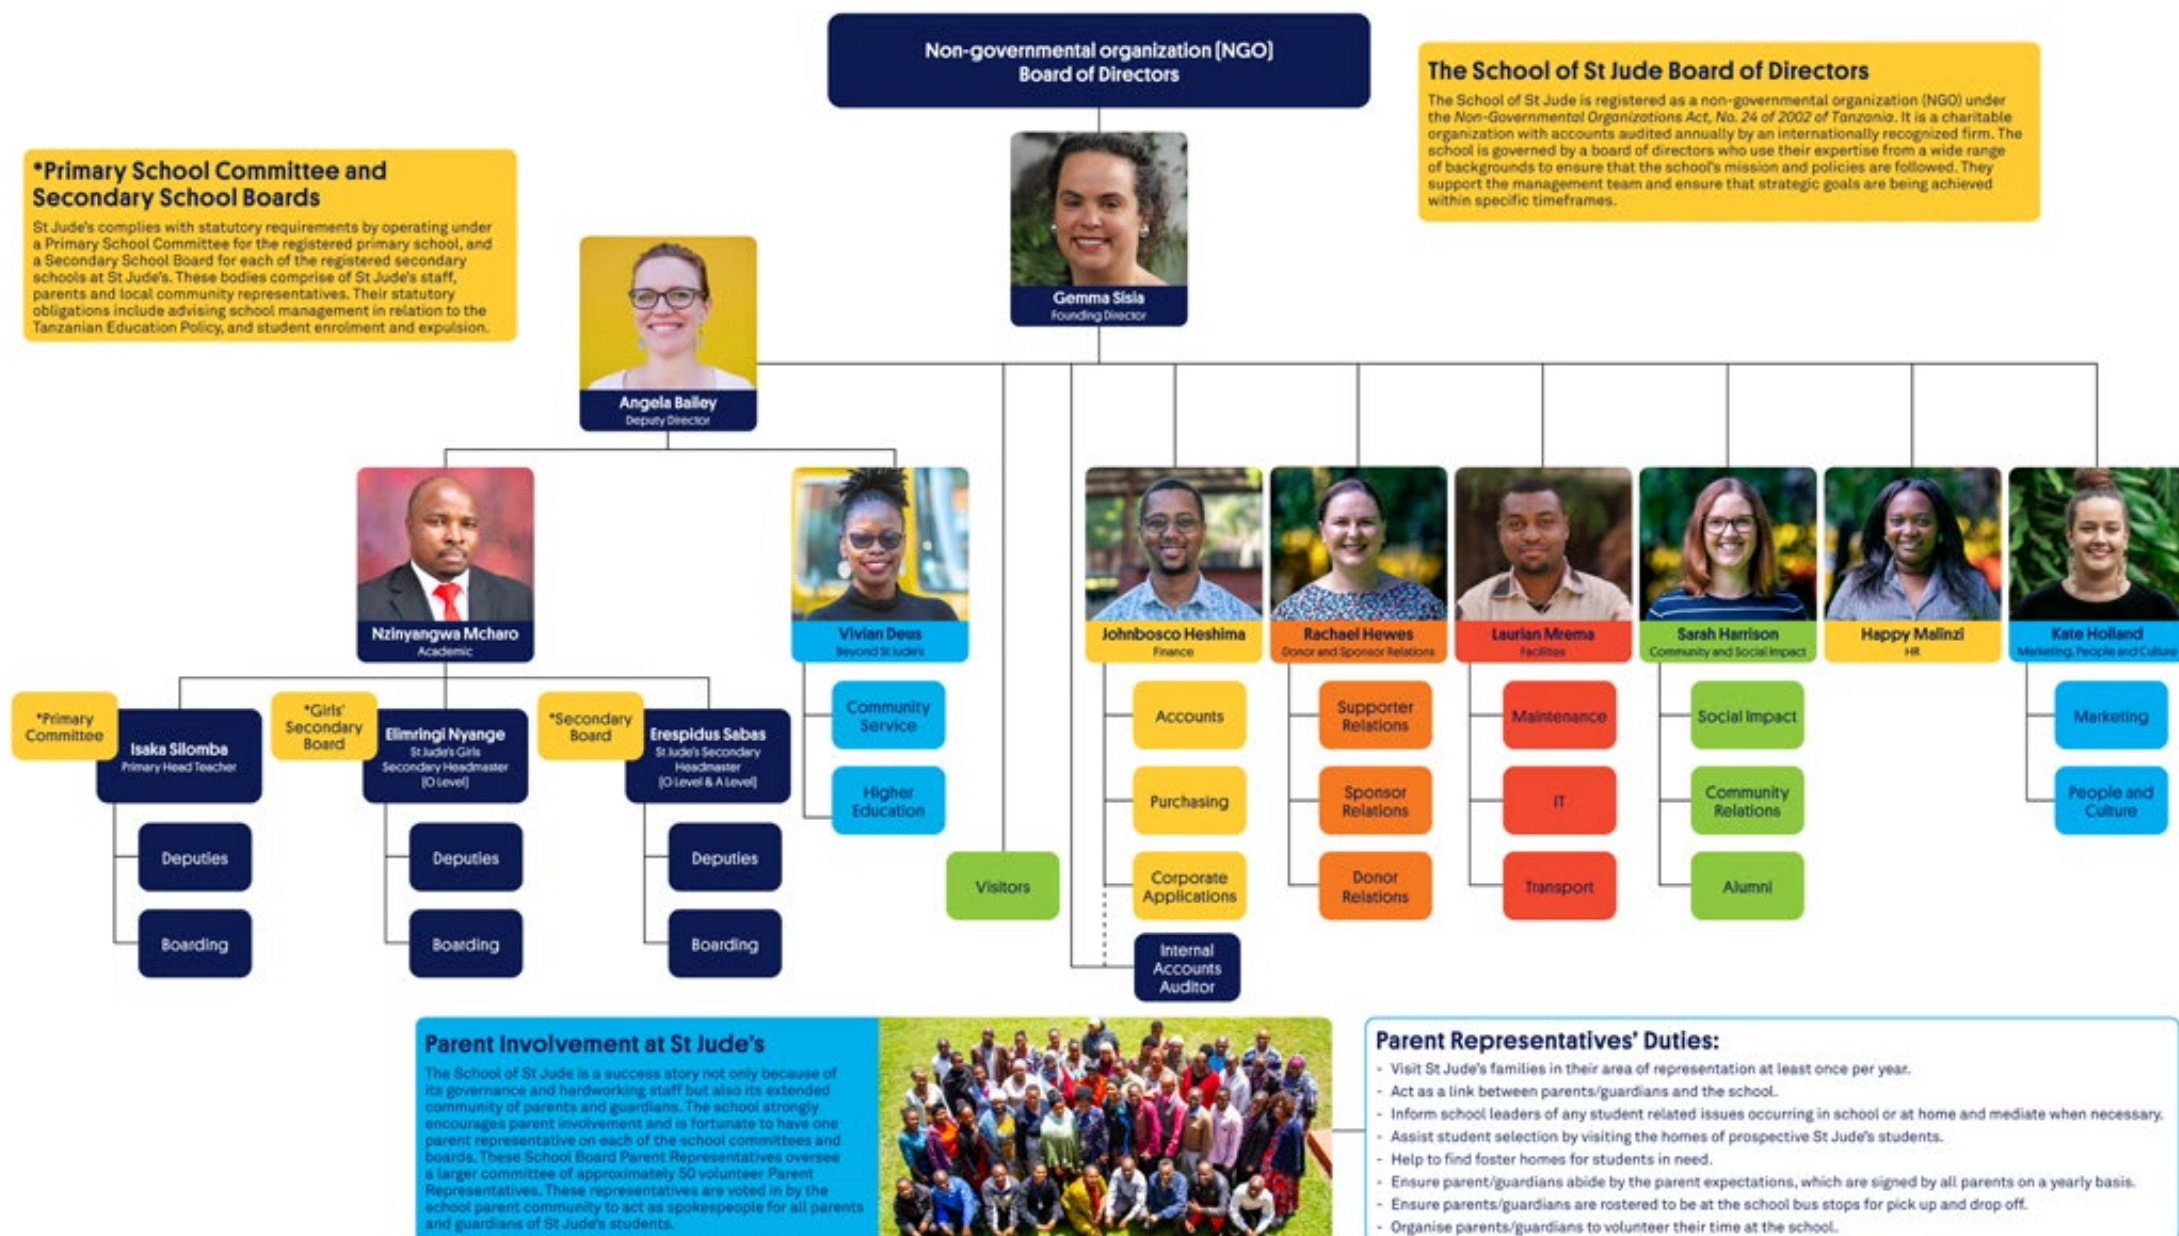 Non-governmental organization (NGO)
Board of Directors
The School of St Jude Board of Directors
The School of St Jude is registered as a non-governmental organization (NGO) under
the Non-Governmental Organizations Act, No. 24 of 2002 of Tanzania. It is a charitable
organization with accounts audited annually by an internationally recognized firm. The
school is governed by a board of directors who use their expertise from a wide range
of backgrounds to ensure that the school's mission and policies are followed. They
support the management team and ensure that strategic goals are being achieved
within specific timeframes.
*Primary School Committee and
Secondary School Boards
St Jude's complies with statutory requirements by operating under
a Primary School Committee for the registered primary school, and
a Secondary School Board for each of the registered secondary
schools at St Jude's. These bodies comprise of St Jude's staff,
parents and local community representatives. Their statutory
obligations include advising school management in relation to the
Tanzanian Education Policy, and student enrolment and expulsion.
Gemma Sisia
Founding Director
Angela Bailey
Deputy Director
Nzinyangwa Mcharo
Academic
Vivian Deus
Beyond St Jude's
Johnbosco Heshima
Finance
Rachael Hewes
Donor and Sponsor Relations
Laurian Mrema
Facilities
Sarah Harrison
Community and Social Impact
Happy Malinzi
HR
Kate Holland
Marketing, People and Culture
*Primary
Committee
Isaka Silomba
Primary Head Teacher
Deputies
Boarding
*Girls'
Secondary
Board
Elimringi Nyange
St Jude's Girls
Secondary Headmaster
[O Level]
Deputies
Boarding
*Secondary
Board
Erespidus Sabas
St Jude's Secondary
Headmaster
[O Level & A Level]
Deputies
Boarding
Community
Service
Higher
Education
Visitors
Accounts
Purchasing
Corporate
Applications
Internal
Accounts
Auditor
Supporter
Relations
Sponsor
Relations
Donor
Relations
Maintenance
IT
Transport
Social Impact
Community
Relations
Alumni
Marketing
People and
Culture
Parent Involvement at St Jude's
The School of St Jude is a success story not only because of
its governance and hardworking staff but also its extended
community of parents and guardians. The school strongly
encourages parent involvement and is fortunate to have one
parent representative on each of the school committees and
boards. These School Board Parent Representatives oversee
a larger committee of approximately 50 volunteer Parent
Representatives. These representatives are voted in by the
school parent community to act as spokespeople for all parents
and guardians of St Jude's students.
Parent Representatives' Duties:
- Visit St Jude's families in their area of representation at least once per year.
- Act as a link between parents/guardians and the school.
- Inform school leaders of any student related issues occurring in school or at home and mediate when necessary.
- Assist student selection by visiting the homes of prospective St Jude's students.
- Help to find foster homes for students in need.
- Ensure parent/guardians abide by the parent expectations, which are signed by all parents on a yearly basis.
- Ensure parents/guardians are rostered to be at the school bus stops for pick up and drop off.
- Organise parents/guardians to volunteer their time at the school.